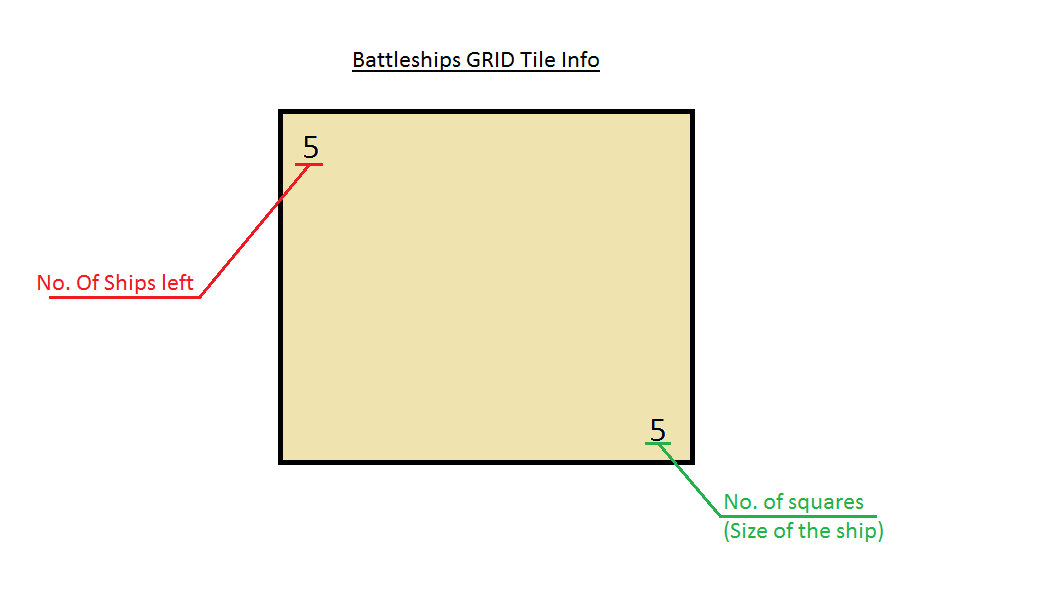 Battleships GRID Tile Info
5
No. Of Ships left
5
No. of squares
(Size of the ship)